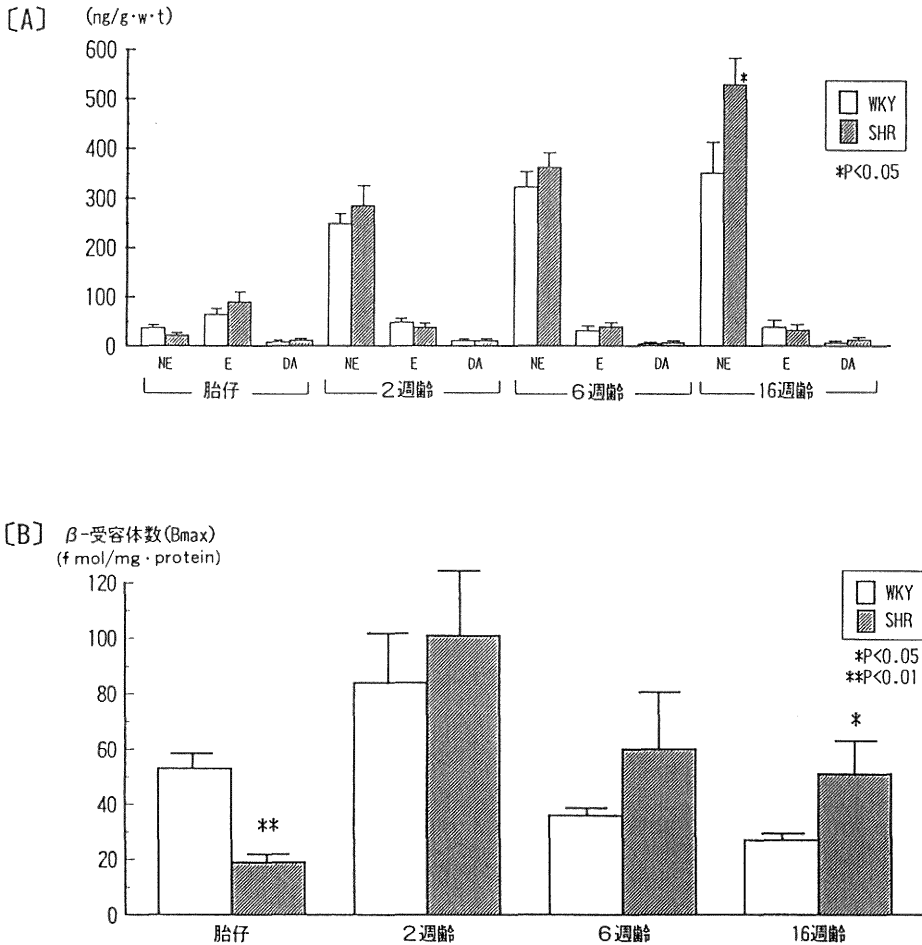 〔A〕 (ng/g·w·t)
600
500
400
300
200
100
0
WKY
SHR
*P<0.05
*
NE E DA NE E DA NE E DA NE E DA
胎仔 2週齢 6週齢 16週齢
〔B〕 β-受容体数(Bmax)
(f mol/mg·protein)
120
100
80
60
40
20
0
WKY
SHR
*P<0.05
**P<0.01
**
*
胎仔 2週齢 6週齢 16週齢